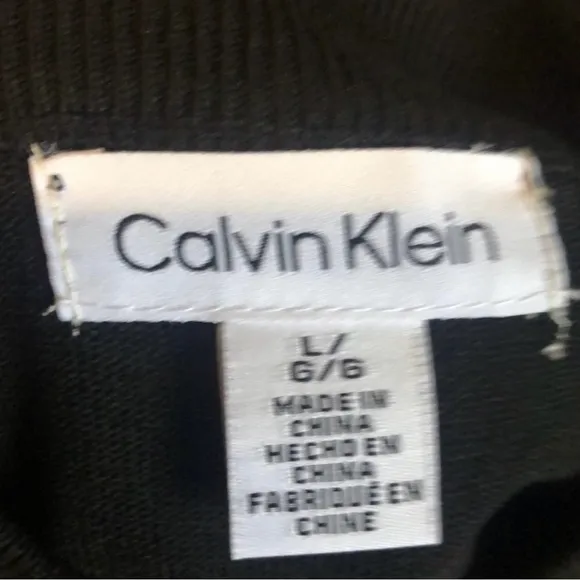 Calvin Klein
L/
G/G
MADE IN
CHINA
HECHO EN
CHINA
FABRIQUÉ EN
CHINE